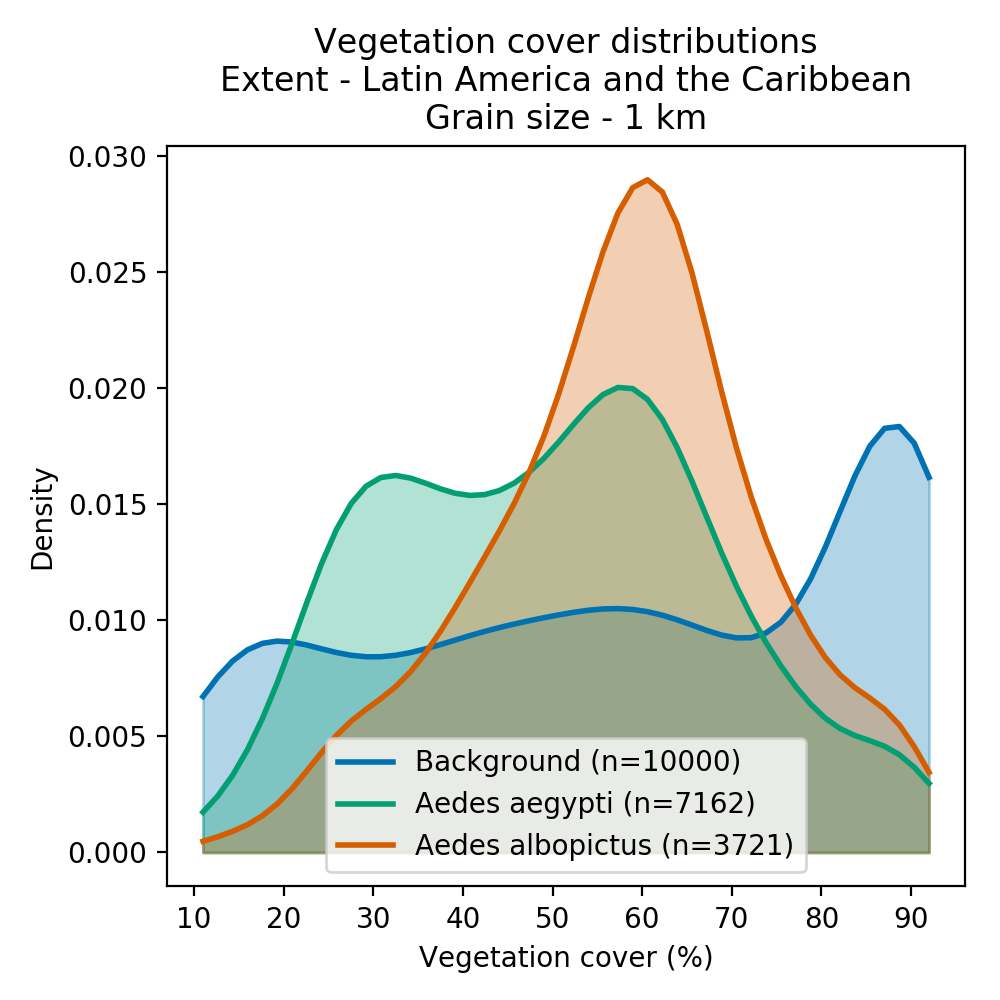 Vegetation cover distributions
Extent - Latin America and the Caribbean
Grain size - 1 km
0.030
0.025
0.020
0.015
0.010
0.005
0.000
Density
Background (n=10000)
Aedes aegypti (n=7162)
Aedes albopictus (n=3721)
10 20 30 40 50 60 70 80 90
Vegetation cover (%)